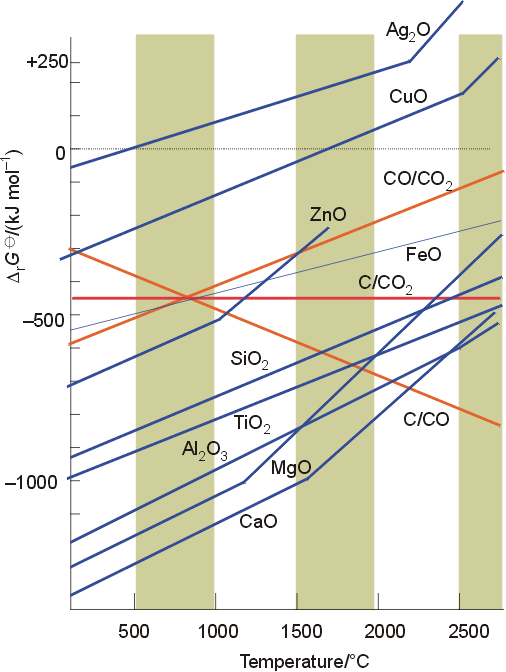 Ag₂O
+250
CuO
0
CO/CO₂
ZnO
FeO
C/CO₂
–500
SiO₂
TiO₂
C/CO
Al₂O₃
MgO
–1000
CaO
ΔᵣG⦵/(kJ mol⁻¹)
500 1000 1500 2000 2500
Temperature/°C